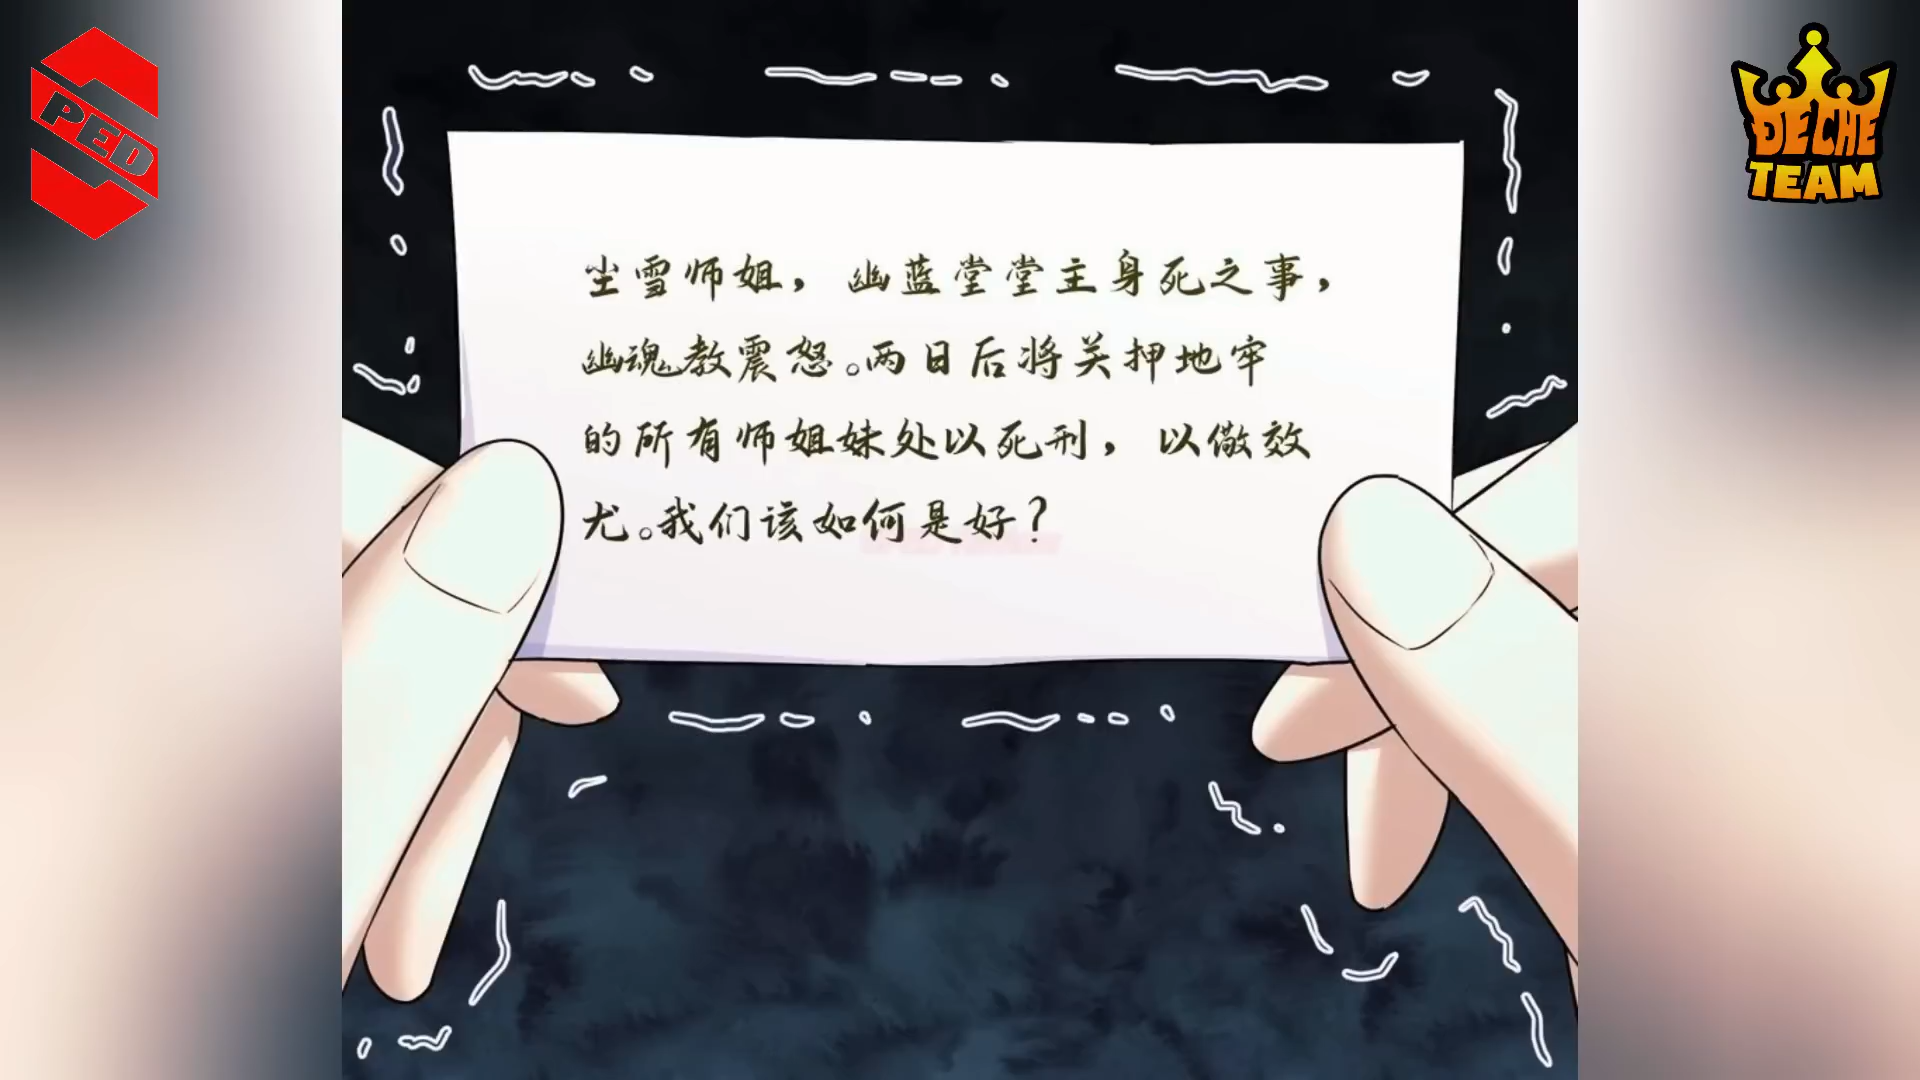 PED
ĐECHE
TEAM
尘雪师姐，幽蓝堂堂主身死之事，
幽魂教震怒。两日后将关押地牢
的所有师姐妹处以死刑，以儆效
尤。我们该如何是好？